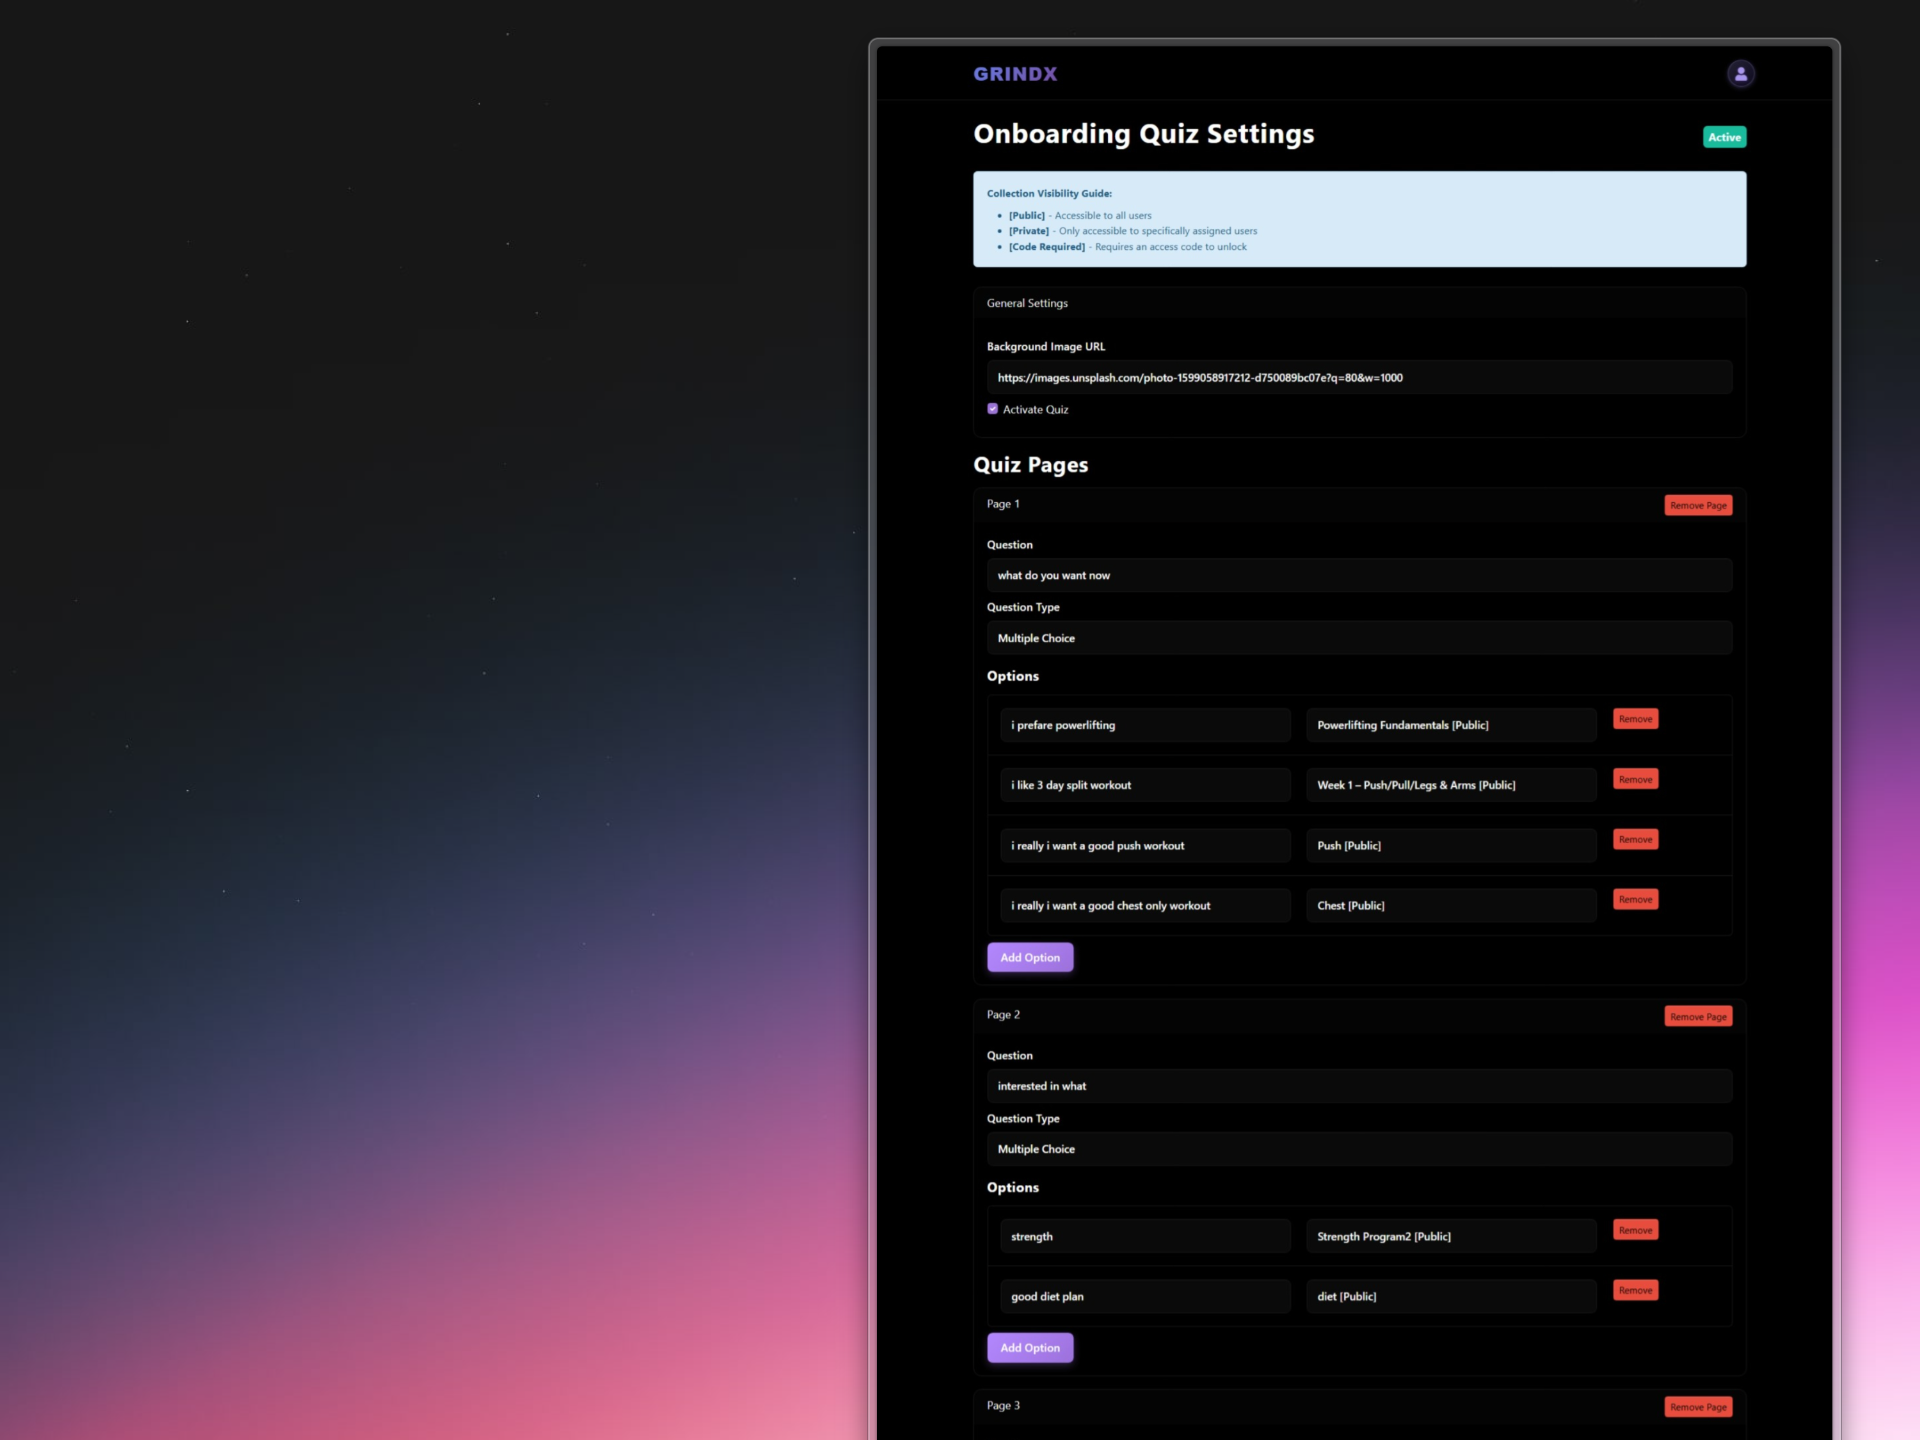 GRINDX
Onboarding Quiz Settings
Active
Collection Visibility Guide:
• [Public] - Accessible to all users
• [Private] - Only accessible to specifically assigned users
• [Code Required] - Requires an access code to unlock
General Settings
Background Image URL
https://images.unsplash.com/photo-1599058917212-d750089bc07e?q=80&w=1000
Activate Quiz
Quiz Pages
Page 1
Remove Page
Question
what do you want now
Question Type
Multiple Choice
Options
i prefare powerlifting
Powerlifting Fundamentals [Public]
Remove
i like 3 day split workout
Week 1 – Push/Pull/Legs & Arms [Public]
Remove
i really i want a good push workout
Push [Public]
Remove
i really i want a good chest only workout
Chest [Public]
Remove
Add Option
Page 2
Remove Page
Question
interested in what
Question Type
Multiple Choice
Options
strength
Strength Program2 [Public]
Remove
good diet plan
diet [Public]
Remove
Add Option
Page 3
Remove Page